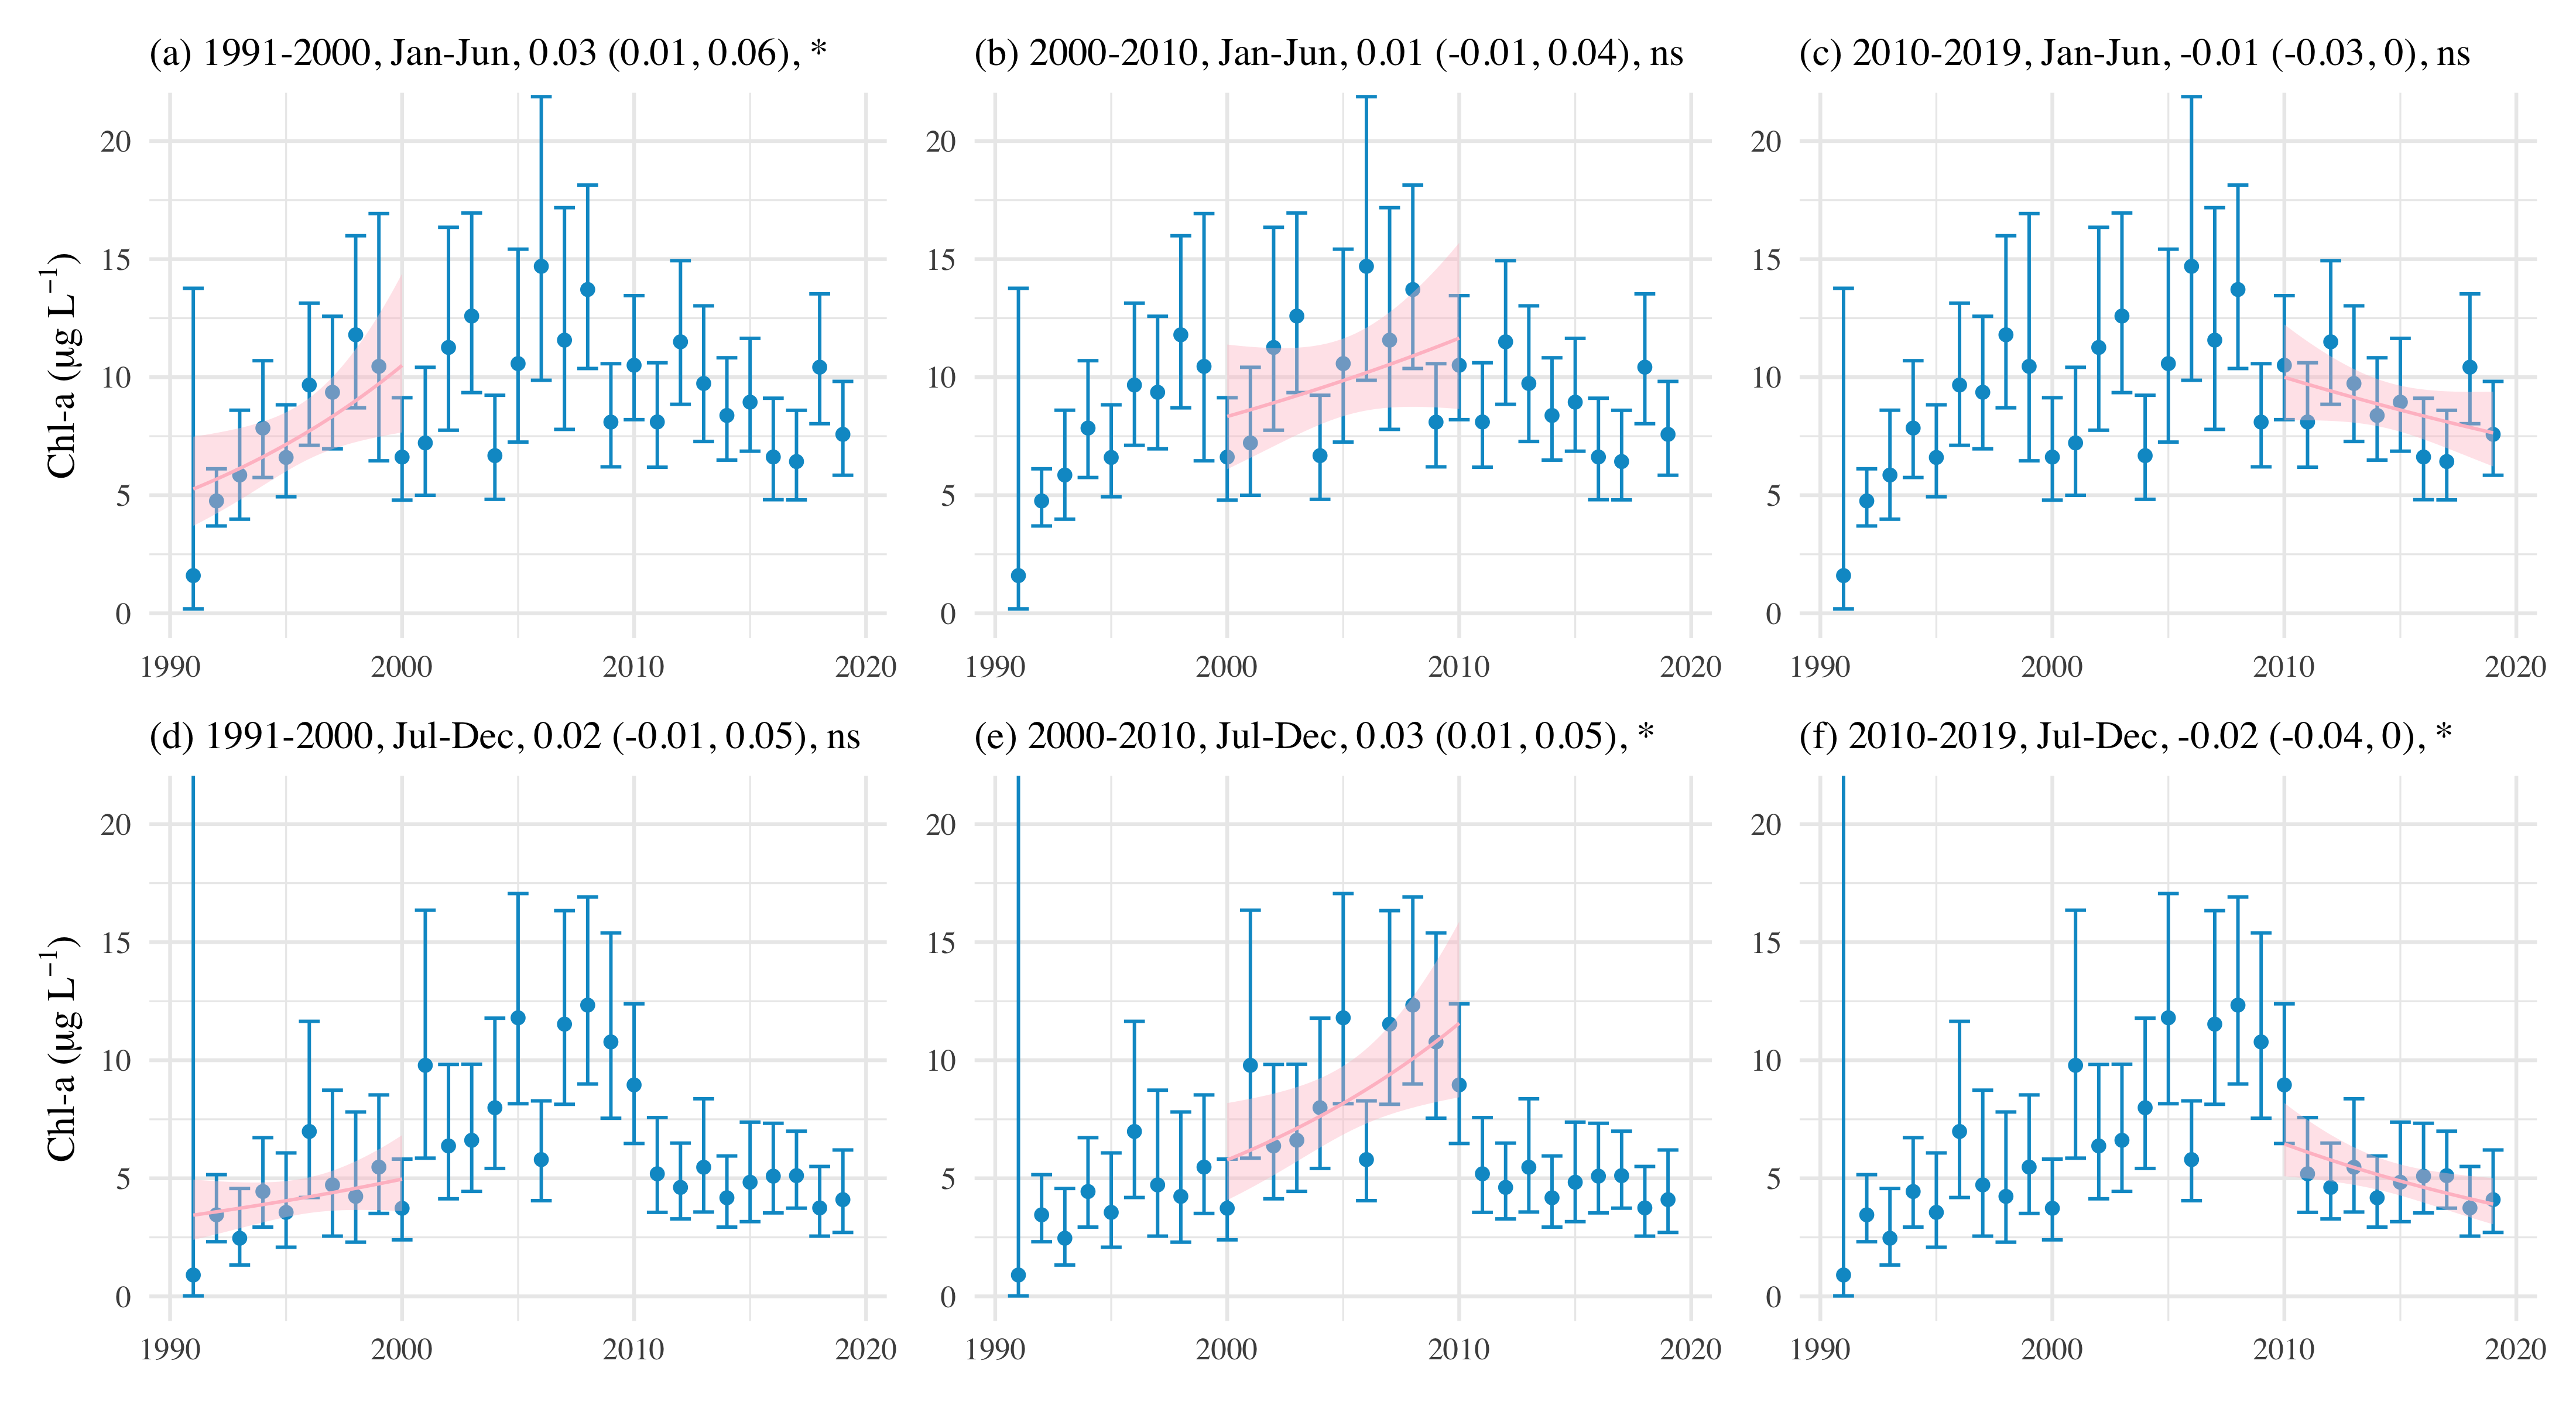 (a) 1991-2000, Jan-Jun, 0.03 (0.01, 0.06), *
(b) 2000-2010, Jan-Jun, 0.01 (-0.01, 0.04), ns
(c) 2010-2019, Jan-Jun, -0.01 (-0.03, 0), ns
Chl-a (µg L⁻¹)
20
15
10
5
0
1990 2000 2010 2020
20
15
10
5
0
1990 2000 2010 2020
20
15
10
5
0
1990 2000 2010 2020
(d) 1991-2000, Jul-Dec, 0.02 (-0.01, 0.05), ns
(e) 2000-2010, Jul-Dec, 0.03 (0.01, 0.05), *
(f) 2010-2019, Jul-Dec, -0.02 (-0.04, 0), *
Chl-a (µg L⁻¹)
20
15
10
5
0
1990 2000 2010 2020
20
15
10
5
0
1990 2000 2010 2020
20
15
10
5
0
1990 2000 2010 2020